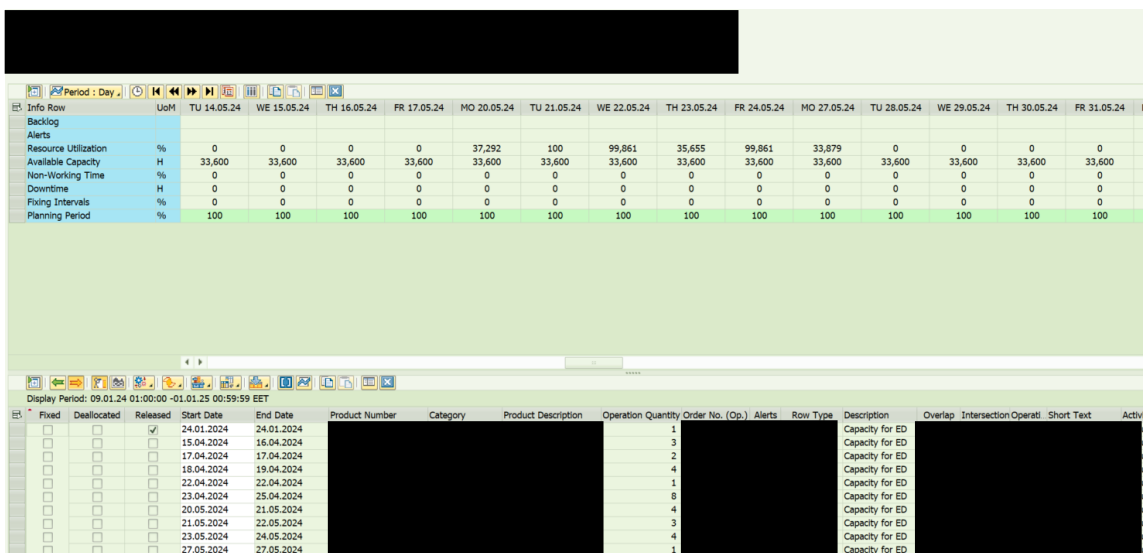 Period : Day
Info Row UoM TU 14.05.24 WE 15.05.24 TH 16.05.24 FR 17.05.24 MO 20.05.24 TU 21.05.24 WE 22.05.24 TH 23.05.24 FR 24.05.24 MO 27.05.24 TU 28.05.24 WE 29.05.24 TH 30.05.24 FR 31.05.24
Backlog
Alerts
Resource Utilization % 0 0 0 0 37,292 100 99,861 35,655 99,861 33,879 0 0 0 0
Available Capacity H 33,600 33,600 33,600 33,600 33,600 33,600 33,600 33,600 33,600 33,600 33,600 33,600 33,600 33,600
Non-Working Time % 0 0 0 0 0 0 0 0 0 0 0 0 0 0
Downtime H 0 0 0 0 0 0 0 0 0 0 0 0 0 0
Fixing Intervals % 0 0 0 0 0 0 0 0 0 0 0 0 0 0
Planning Period % 100 100 100 100 100 100 100 100 100 100 100 100 100 100
Display Period: 09.01.24 01:00:00 -01.01.25 00:59:59 EET
Fixed Deallocated Released Start Date End Date Product Number Category Product Description Operation Quantity Order No. (Op.) Alerts Row Type Description Overlap Intersection Operati Short Text Activ
24.01.2024 24.01.2024 1 Capacity for ED
15.04.2024 16.04.2024 3 Capacity for ED
17.04.2024 17.04.2024 2 Capacity for ED
18.04.2024 19.04.2024 4 Capacity for ED
22.04.2024 22.04.2024 1 Capacity for ED
23.04.2024 25.04.2024 8 Capacity for ED
20.05.2024 21.05.2024 4 Capacity for ED
21.05.2024 22.05.2024 3 Capacity for ED
23.05.2024 24.05.2024 4 Capacity for ED
27.05.2024 27.05.2024 1 Capacity for ED